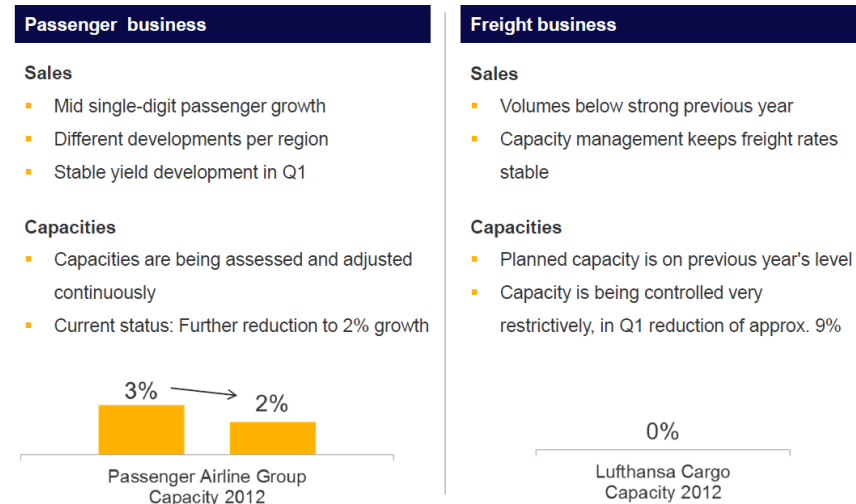 Passenger business
Sales
Mid single-digit passenger growth
Different developments per region
Stable yield development in Q1
Capacities
Capacities are being assessed and adjusted
continuously
Current status: Further reduction to 2% growth
3%
2%
Passenger Airline Group
Capacity 2012
Freight business
Sales
Volumes below strong previous year
Capacity management keeps freight rates
stable
Capacities
Planned capacity is on previous year's level
Capacity is being controlled very
restrictively, in Q1 reduction of approx. 9%
0%
Lufthansa Cargo
Capacity 2012